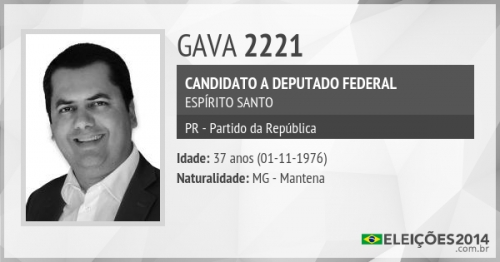 GAVA 2221
CANDIDATO A DEPUTADO FEDERAL
ESPÍRITO SANTO
PR - Partido da República
Idade: 37 anos (01-11-1976)
Naturalidade: MG - Mantena
ELEIÇÕES2014
.com.br